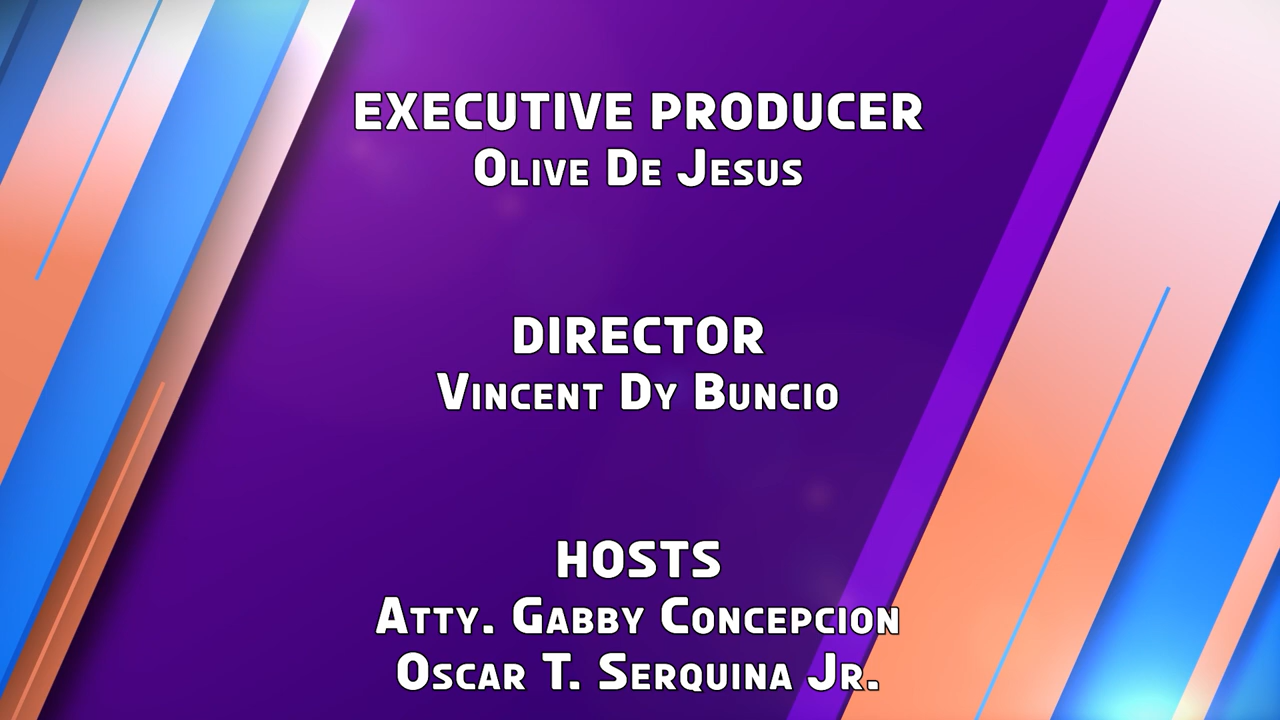 EXECUTIVE PRODUCER
Olive De Jesus
DIRECTOR
Vincent Dy Buncio
HOSTS
Atty. Gabby Concepcion
Oscar T. Serquina Jr.